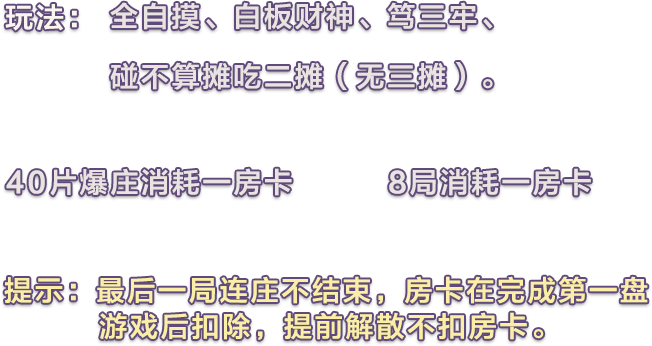 玩法： 全自摸、白板财神、笃三牢、
碰不算摊吃二摊（无三摊）。
40片爆庄消耗一房卡 8局消耗一房卡
提示：最后一局连庄不结束，房卡在完成第一盘
游戏后扣除，提前解散不扣房卡。